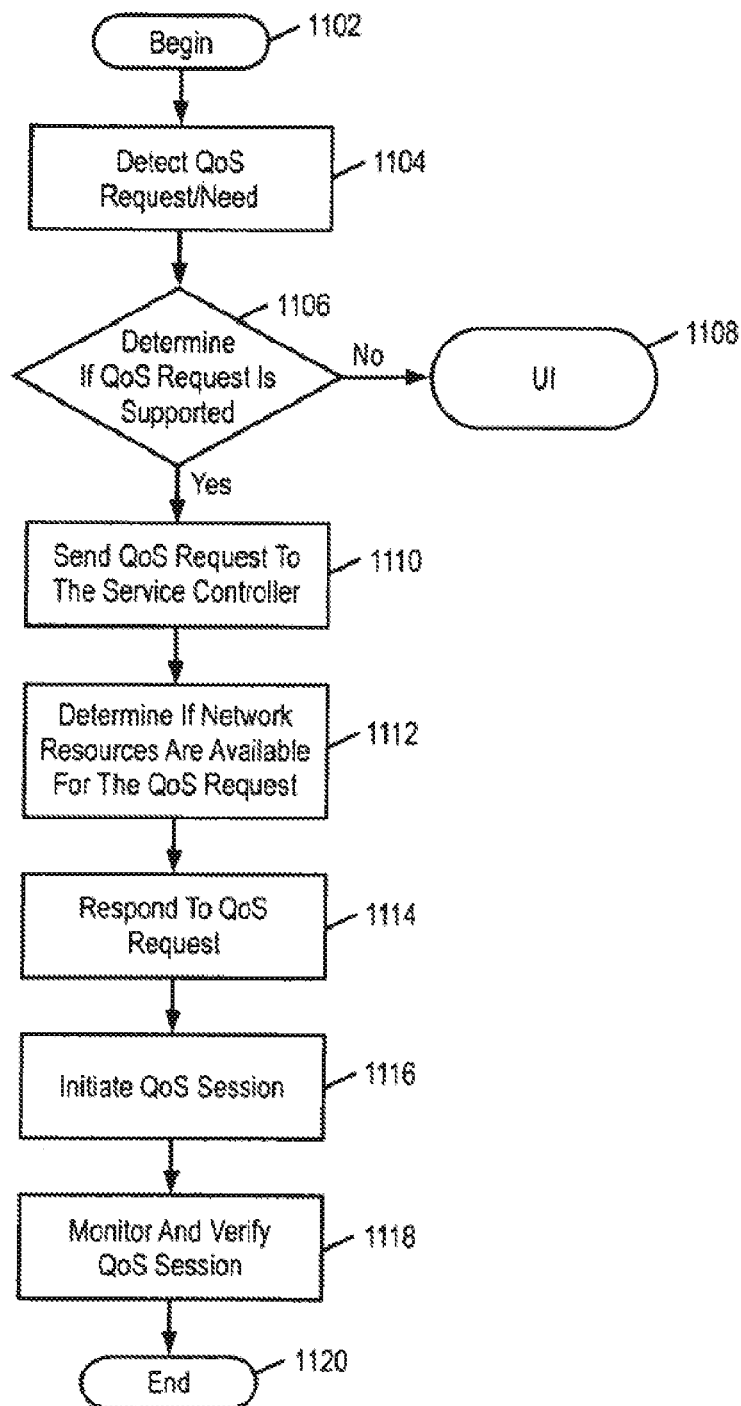 Begin
1102
Detect QoS
Request/Need
1104
1106
Determine
If QoS Request Is
Supported
No
UI
1108
Yes
Send QoS Request To
The Service Controller
1110
Determine If Network
Resources Are Available
For The QoS Request
1112
Respond To QoS
Request
1114
Initiate QoS Session
1116
Monitor And Verify
QoS Session
1118
End
1120